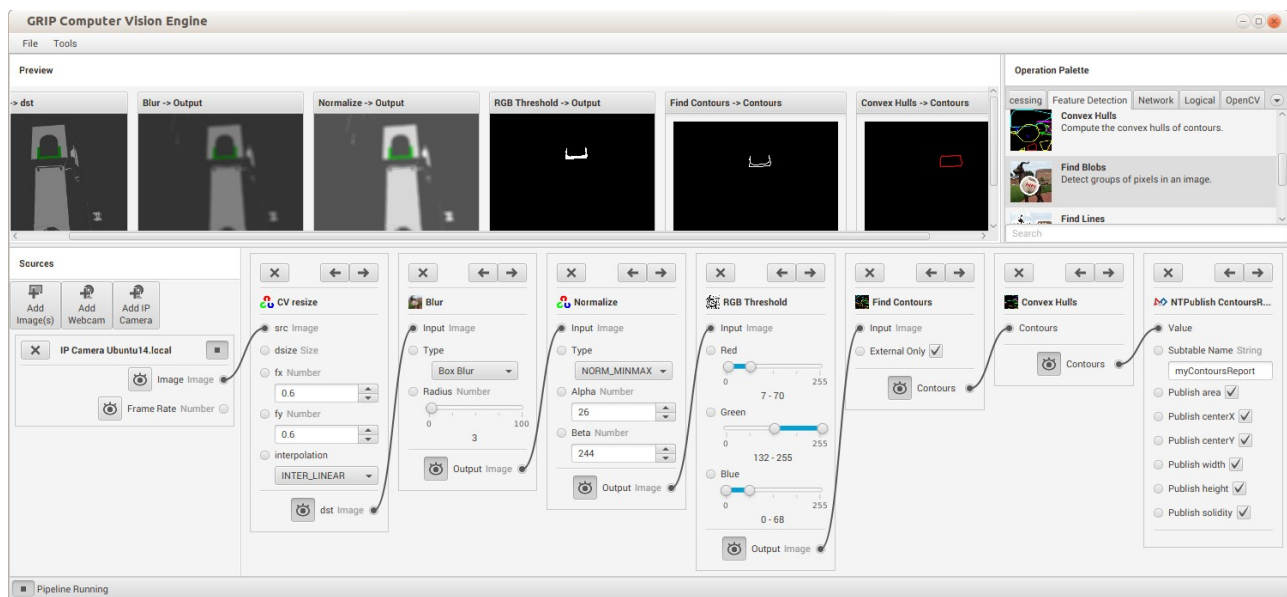 GRIP Computer Vision Engine
File Tools
Preview
-> dst
Blur -> Output
Normalize -> Output
RGB Threshold -> Output
Find Contours -> Contours
Convex Hulls -> Contours
Operation Palette
cessing Feature Detection Network Logical OpenCV
Convex Hulls
Compute the convex hulls of contours.
Find Blobs
Detect groups of pixels in an image.
Find Lines
Search
Sources
Add Image(s)
Add Webcam
Add IP Camera
IP Camera Ubuntu14.local
Image Image
Frame Rate Number
CV resize
src Image
dsize Size
fx Number
0.6
fy Number
0.6
interpolation
INTER_LINEAR
dst Image
Blur
Input Image
Type
Box Blur
Radius Number
0 100
3
Output Image
Normalize
Input Image
Type
NORM_MINMAX
Alpha Number
26
Beta Number
244
Output Image
RGB Threshold
Input Image
Red
0 255
7 - 70
Green
0 255
132 - 255
Blue
0 255
0 - 68
Output Image
Find Contours
Input Image
External Only
Contours
Convex Hulls
Contours
Contours
NTPublish ContoursR...
Value
Subtable Name String
myContoursReport
Publish area
Publish centerX
Publish centerY
Publish width
Publish height
Publish solidity
Pipeline Running